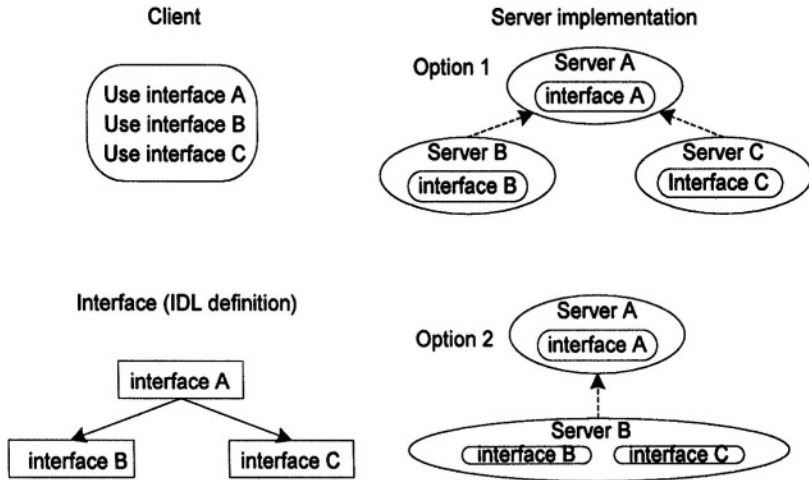 Client
Use interface A
Use interface B
Use interface C
Server implementation
Option 1
Server A
interface A
Server B
interface B
Server C
Interface C
Interface (IDL definition)
interface A
interface B
interface C
Option 2
Server A
interface A
Server B
interface B
interface C